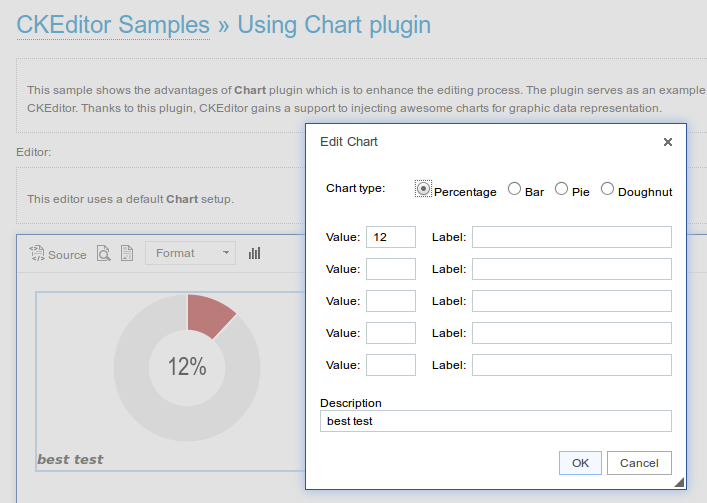 CKEditor Samples » Using Chart plugin
This sample shows the advantages of Chart plugin which is to enhance the editing process. The plugin serves as an example
CKEditor. Thanks to this plugin, CKEditor gains a support to injecting awesome charts for graphic data representation.
Editor:
This editor uses a default Chart setup.
Source Format
12%
best test
Edit Chart
Chart type: Percentage Bar Pie Doughnut
Value: 12 Label:
Value: Label:
Value: Label:
Value: Label:
Value: Label:
Description
best test
OK Cancel